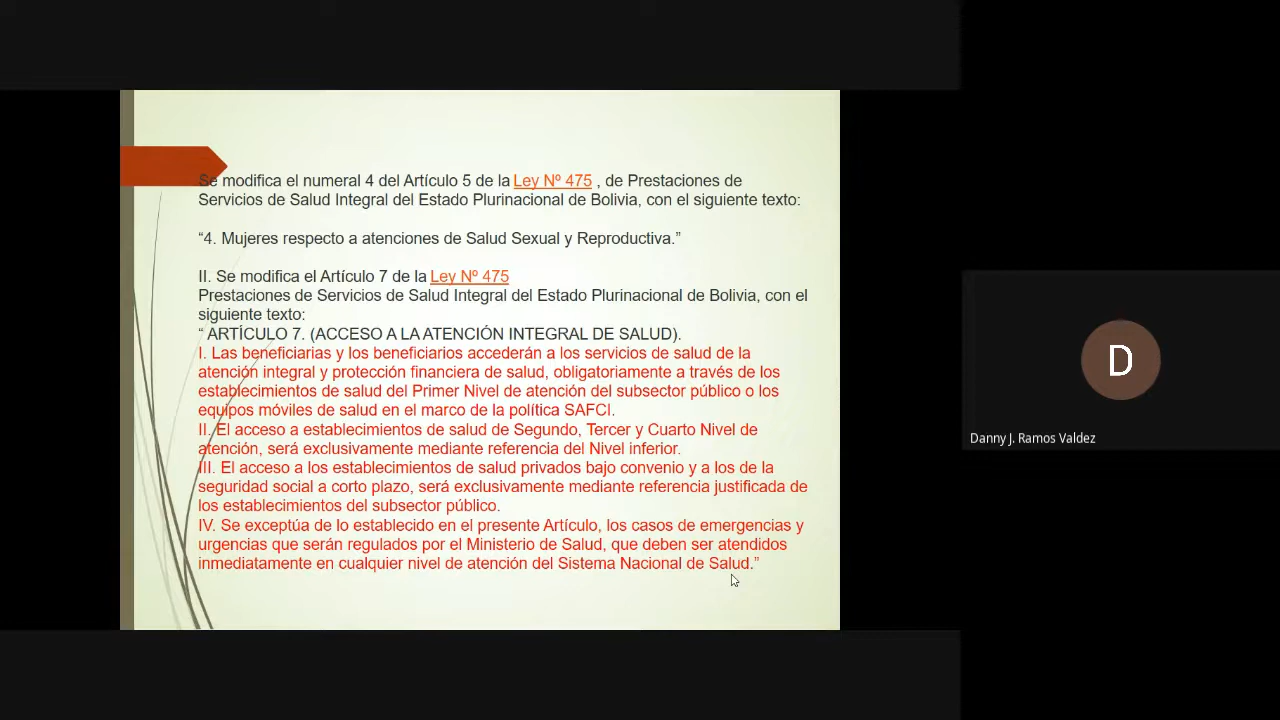 Se modifica el numeral 4 del Artículo 5 de la Ley Nº 475 , de Prestaciones de
Servicios de Salud Integral del Estado Plurinacional de Bolivia, con el siguiente texto:
“4. Mujeres respecto a atenciones de Salud Sexual y Reproductiva.”
II. Se modifica el Artículo 7 de la Ley Nº 475
Prestaciones de Servicios de Salud Integral del Estado Plurinacional de Bolivia, con el
siguiente texto:
“ ARTÍCULO 7. (ACCESO A LA ATENCIÓN INTEGRAL DE SALUD).
I. Las beneficiarias y los beneficiarios accederán a los servicios de salud de la
atención integral y protección financiera de salud, obligatoriamente a través de los
establecimientos de salud del Primer Nivel de atención del subsector público o los
equipos móviles de salud en el marco de la política SAFCI.
II. El acceso a establecimientos de salud de Segundo, Tercer y Cuarto Nivel de
atención, será exclusivamente mediante referencia del Nivel inferior.
III. El acceso a los establecimientos de salud privados bajo convenio y a los de la
seguridad social a corto plazo, será exclusivamente mediante referencia justificada de
los establecimientos del subsector público.
IV. Se exceptúa de lo establecido en el presente Artículo, los casos de emergencias y
urgencias que serán regulados por el Ministerio de Salud, que deben ser atendidos
inmediatamente en cualquier nivel de atención del Sistema Nacional de Salud.”
D
Danny J. Ramos Valdez